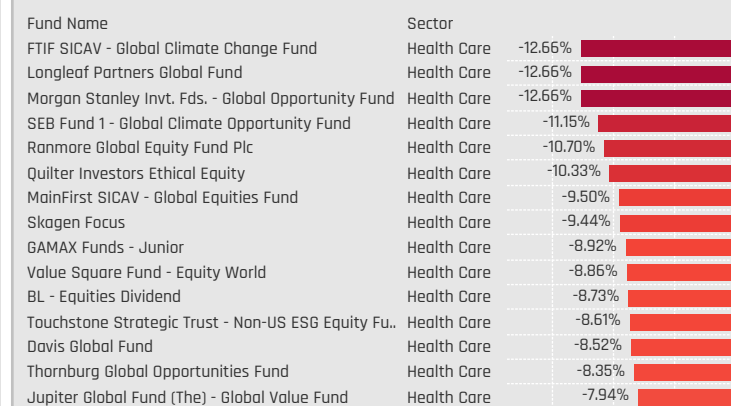 Fund Name Sector
FTIF SICAV - Global Climate Change Fund Health Care -12.66%
Longleaf Partners Global Fund Health Care -12.66%
Morgan Stanley Invt. Fds. - Global Opportunity Fund Health Care -12.66%
SEB Fund 1 - Global Climate Opportunity Fund Health Care -11.15%
Ranmore Global Equity Fund Plc Health Care -10.70%
Quilter Investors Ethical Equity Health Care -10.33%
MainFirst SICAV - Global Equities Fund Health Care -9.50%
Skagen Focus Health Care -9.44%
GAMAX Funds - Junior Health Care -8.92%
Value Square Fund - Equity World Health Care -8.86%
BL - Equities Dividend Health Care -8.73%
Touchstone Strategic Trust - Non-US ESG Equity Fu.. Health Care -8.61%
Davis Global Fund Health Care -8.52%
Thornburg Global Opportunities Fund Health Care -8.35%
Jupiter Global Fund (The) - Global Value Fund Health Care -7.94%